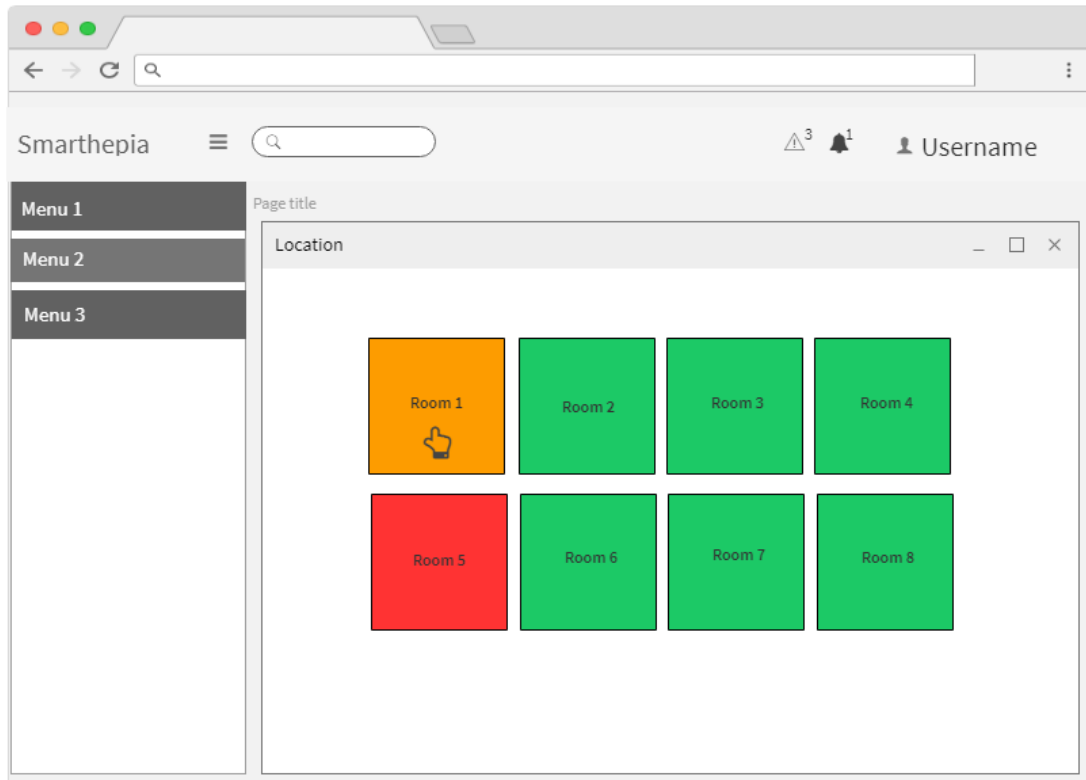 Smarthepia
3
1
Username
Menu 1
Menu 2
Menu 3
Page title
Location
Room 1
Room 2
Room 3
Room 4
Room 5
Room 6
Room 7
Room 8